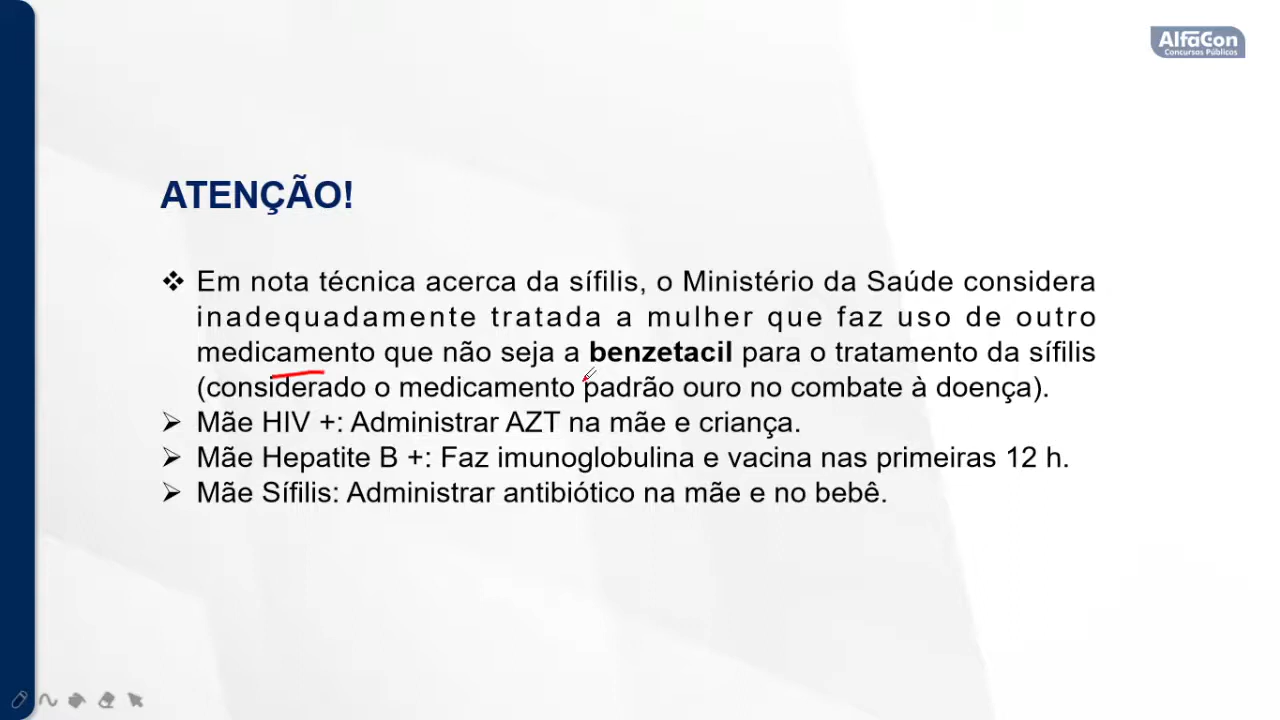 AlfaCon
Concursos Públicos
ATENÇÃO!
❖ Em nota técnica acerca da sífilis, o Ministério da Saúde considera
inadequadamente tratada a mulher que faz uso de outro
medicamento que não seja a benzetacil para o tratamento da sífilis
(considerado o medicamento padrão ouro no combate à doença).
➢ Mãe HIV +: Administrar AZT na mãe e criança.
➢ Mãe Hepatite B +: Faz imunoglobulina e vacina nas primeiras 12 h.
➢ Mãe Sífilis: Administrar antibiótico na mãe e no bebê.